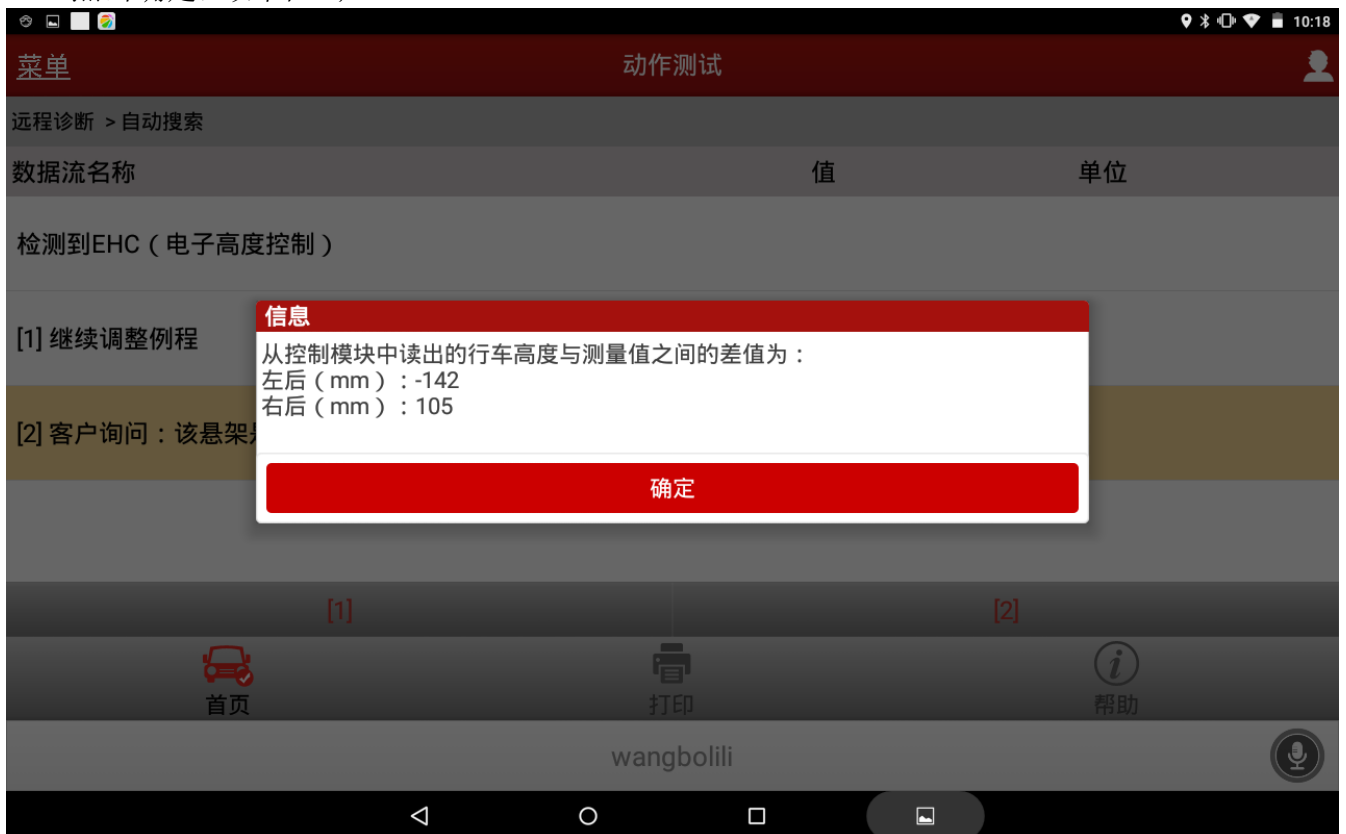 10:18
菜单
动作测试
远程诊断 >自动搜索
数据流名称 值 单位
检测到EHC（电子高度控制）
[1] 继续调整例程
信息
从控制模块中读出的行车高度与测量值之间的差值为：
左后（mm）：-142
右后（mm）：105
[2] 客户询问：该悬架
确定
[1] [2]
首页 打印 帮助
wangbolili